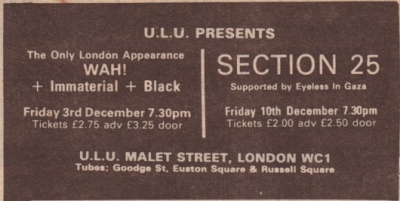 U.L.U. PRESENTS
The Only London Appearance
WAH!
+ Immaterial + Black
Friday 3rd December 7.30pm
Tickets £2.75 adv £3.25 door
SECTION 25
Supported by Eyeless In Gaza
Friday 10th December 7.30pm
Tickets £2.00 adv £2.50 door
U.L.U. MALET STREET, LONDON WC1
Tubes; Goodge St, Euston Square & Russell Square